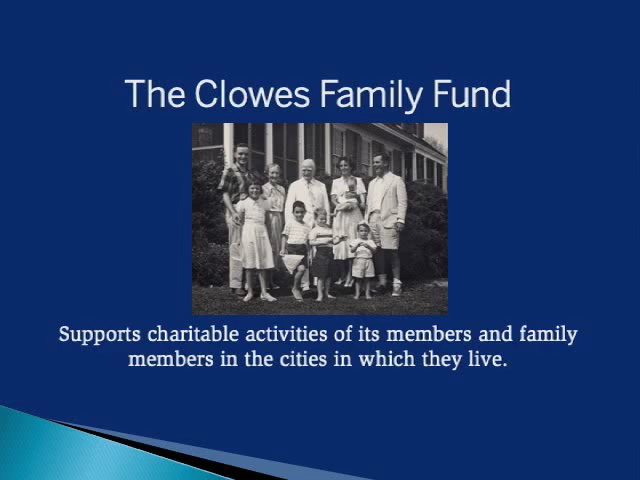 The Clowes Family Fund
Supports charitable activities of its members and family
members in the cities in which they live.